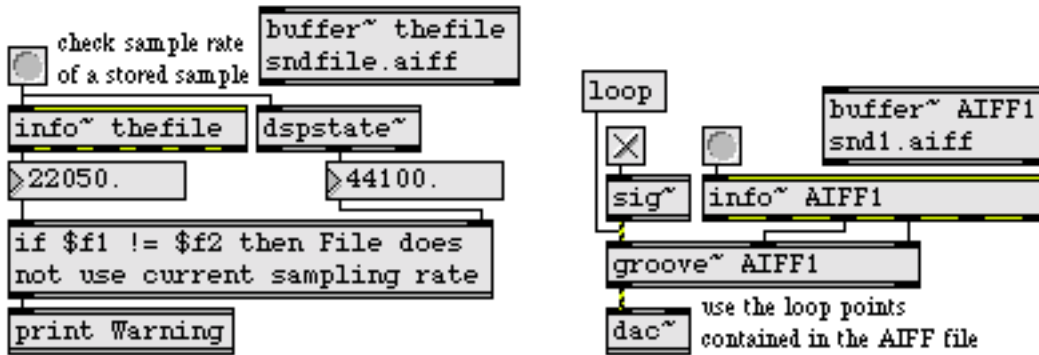 check sample rate
of a stored sample
buffer~ thefile
sndfile.aiff
info~ thefile
dspstate~
22050.
44100.
if $f1 != $f2 then File does
not use current sampling rate
print Warning
loop
buffer~ AIFF1
snd1.aiff
sig~
info~ AIFF1
groove~ AIFF1
dac~
use the loop points
contained in the AIFF file